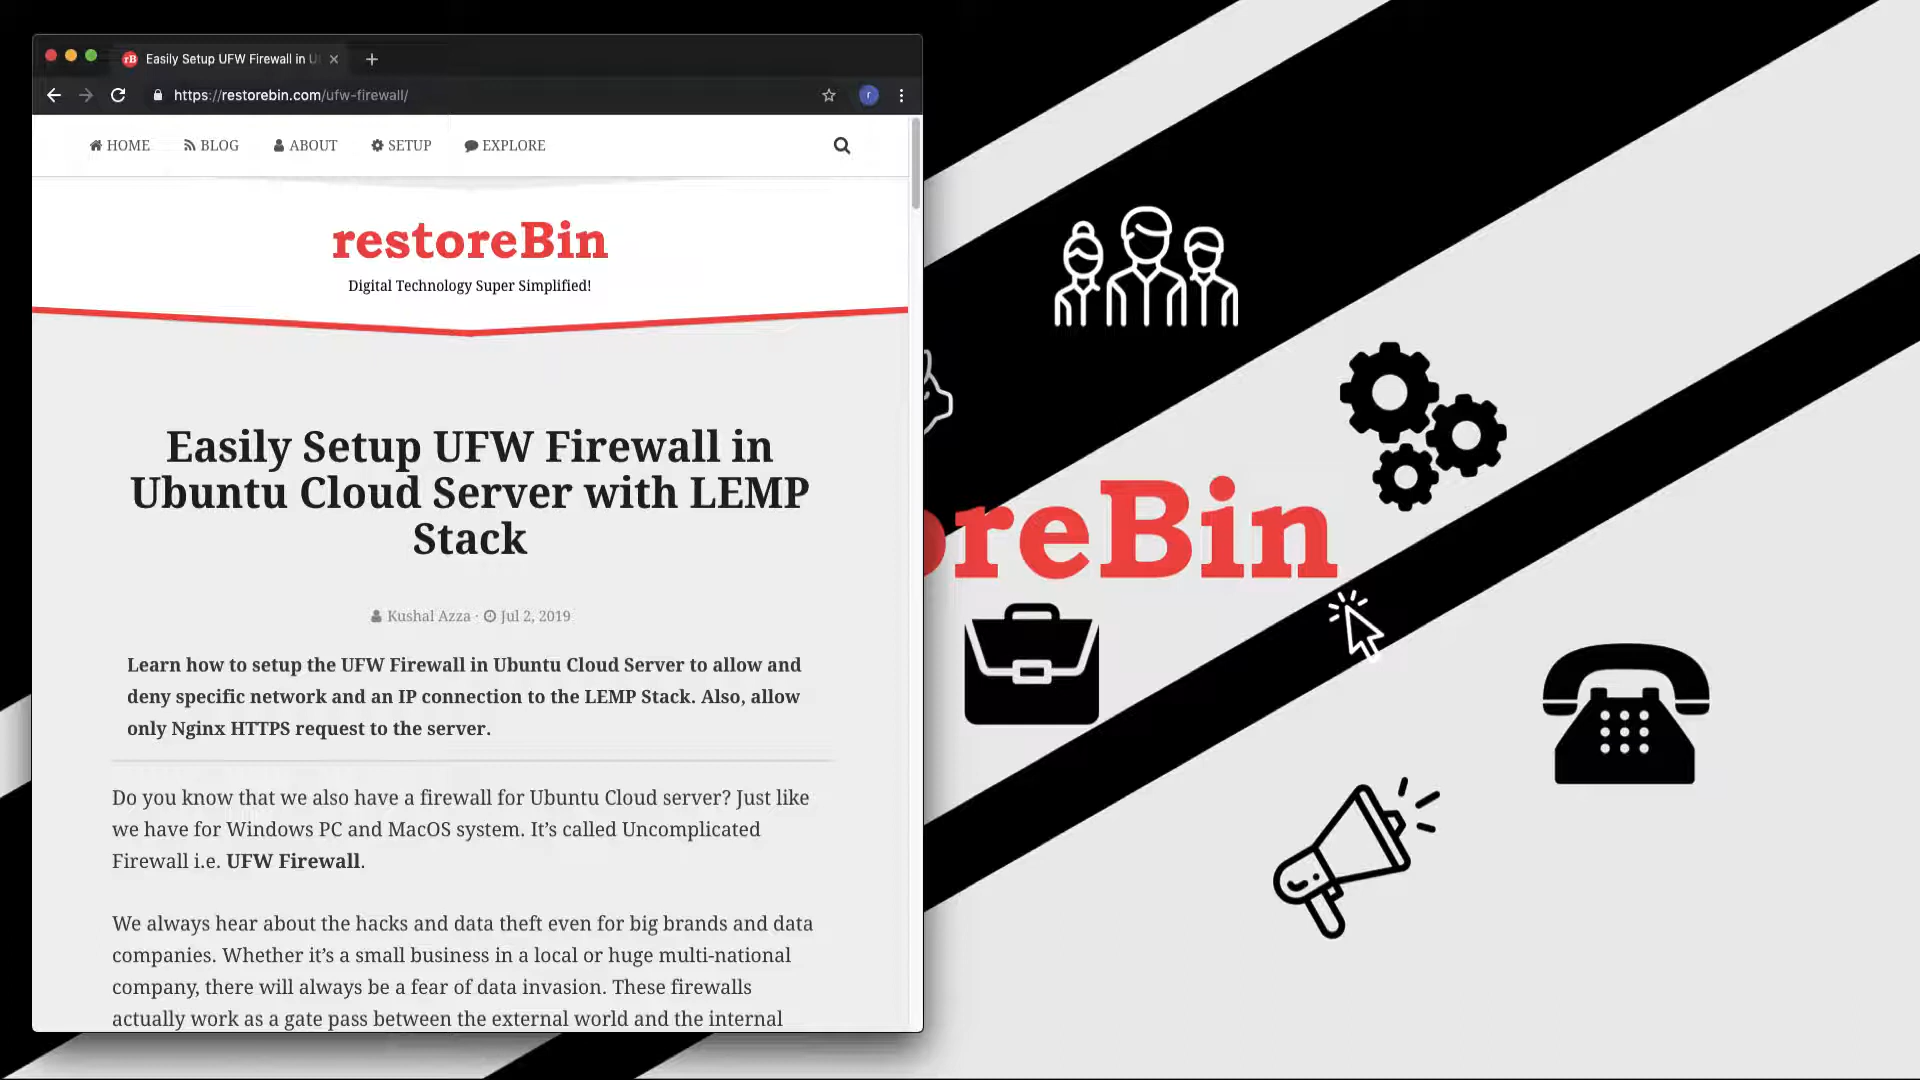 rB Easily Setup UFW Firewall in U
https://restorebin.com/ufw-firewall/
r
HOME BLOG ABOUT SETUP EXPLORE
restoreBin
Digital Technology Super Simplified!
Easily Setup UFW Firewall in
Ubuntu Cloud Server with LEMP
Stack
Kushal Azza · Jul 2, 2019
Learn how to setup the UFW Firewall in Ubuntu Cloud Server to allow and
deny specific network and an IP connection to the LEMP Stack. Also, allow
only Nginx HTTPS request to the server.
Do you know that we also have a firewall for Ubuntu Cloud server? Just like
we have for Windows PC and MacOS system. It’s called Uncomplicated
Firewall i.e. UFW Firewall.
We always hear about the hacks and data theft even for big brands and data
companies. Whether it’s a small business in a local or huge multi-national
company, there will always be a fear of data invasion. These firewalls
actually work as a gate pass between the external world and the internal
oreBin